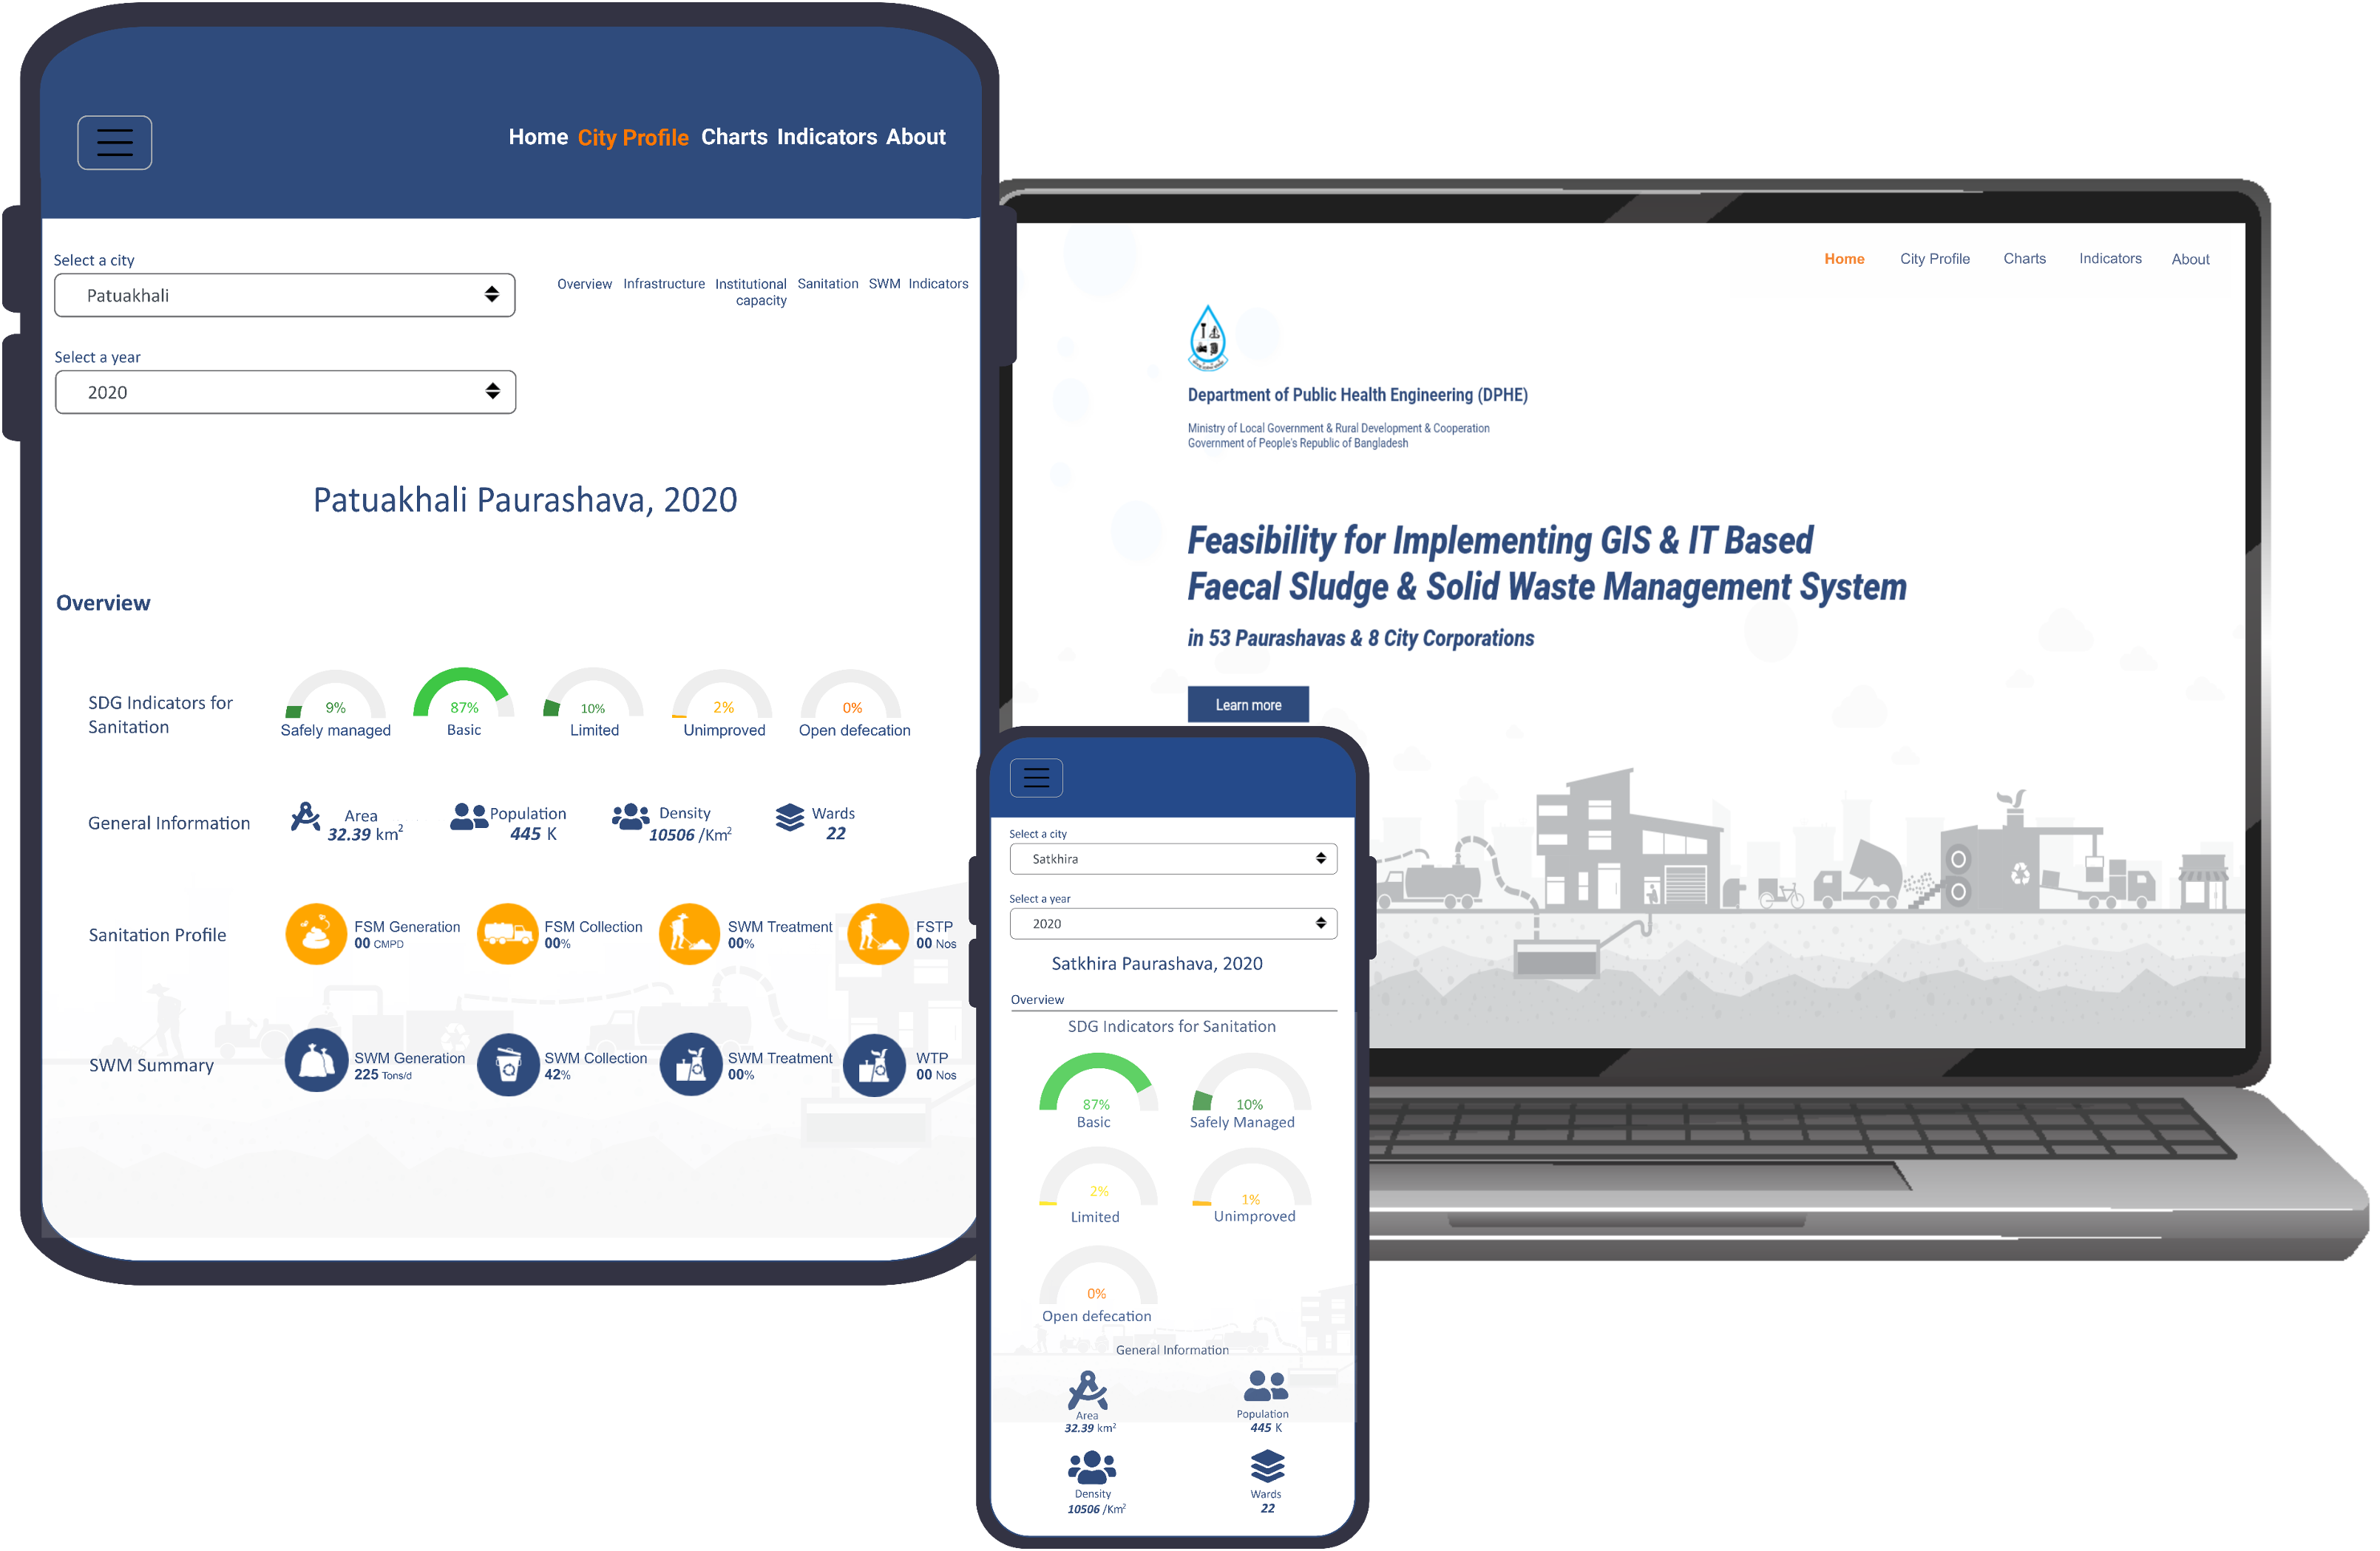 Home City Profile Charts Indicators About
Select a city
Patuakhali
Overview Infrastructure Institutional capacity Sanitation SWM Indicators
Select a year
2020
Patuakhali Paurashava, 2020
Overview
SDG Indicators for Sanitation
9%
Safely managed
87%
Basic
10%
Limited
2%
Unimproved
0%
Open defecation
General Information
Area
32.39 km²
Population
445 K
Density
10506 /Km²
Wards
22
Sanitation Profile
FSM Generation
00 CMPD
FSM Collection
00%
SWM Treatment
00%
FSTP
00 Nos
SWM Summary
SWM Generation
225 Tons/d
SWM Collection
42%
SWM Treatment
00%
WTP
00 Nos
Home City Profile Charts Indicators About
Department of Public Health Engineering (DPHE)
Ministry of Local Government & Rural Development & Cooperation
Government of People's Republic of Bangladesh
Feasibility for Implementing GIS & IT Based
Faecal Sludge & Solid Waste Management System
in 53 Paurashavas & 8 City Corporations
Learn more
Select a city
Satkhira
Select a year
2020
Satkhira Paurashava, 2020
Overview
SDG Indicators for Sanitation
87%
Basic
10%
Safely Managed
2%
Limited
1%
Unimproved
0%
Open defecation
General Information
Area
32.39 km²
Population
445 K
Density
10506 /Km²
Wards
22